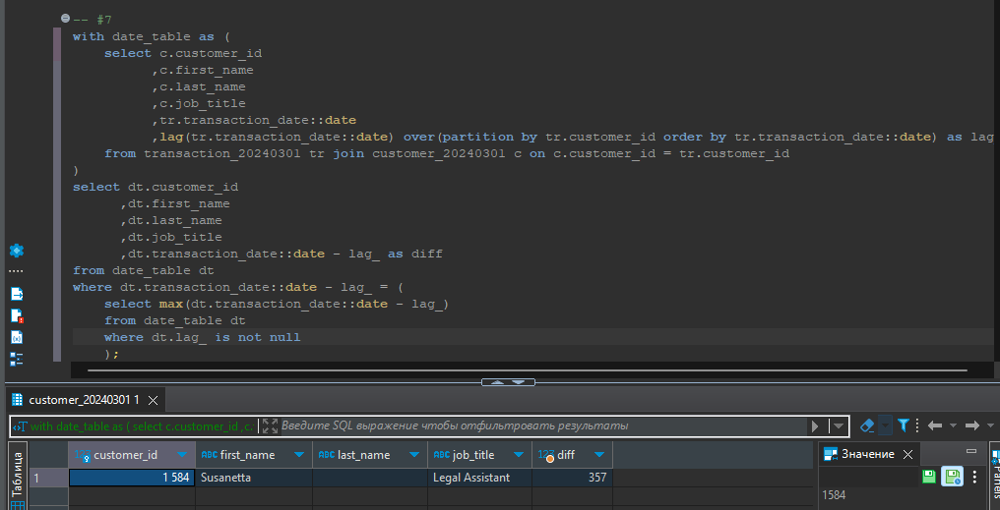 -- #7
with date_table as (
select c.customer_id
,c.first_name
,c.last_name
,c.job_title
,tr.transaction_date::date
,lag(tr.transaction_date::date) over(partition by tr.customer_id order by tr.transaction_date::date) as lag
from transaction_20240301 tr join customer_20240301 c on c.customer_id = tr.customer_id
)
select dt.customer_id
,dt.first_name
,dt.last_name
,dt.job_title
,dt.transaction_date::date - lag_ as diff
from date_table dt
where dt.transaction_date::date - lag_ = (
select max(dt.transaction_date::date - lag_)
from date_table dt
where dt.lag_ is not null
);
customer_20240301 1
with date_table as ( select c.customer_id ,c.
Введите SQL выражение чтобы отфильтровать результаты
Таблица
customer_id first_name last_name job_title diff
1 1 584 Susanetta Legal Assistant 357
Значение
1584
Panels